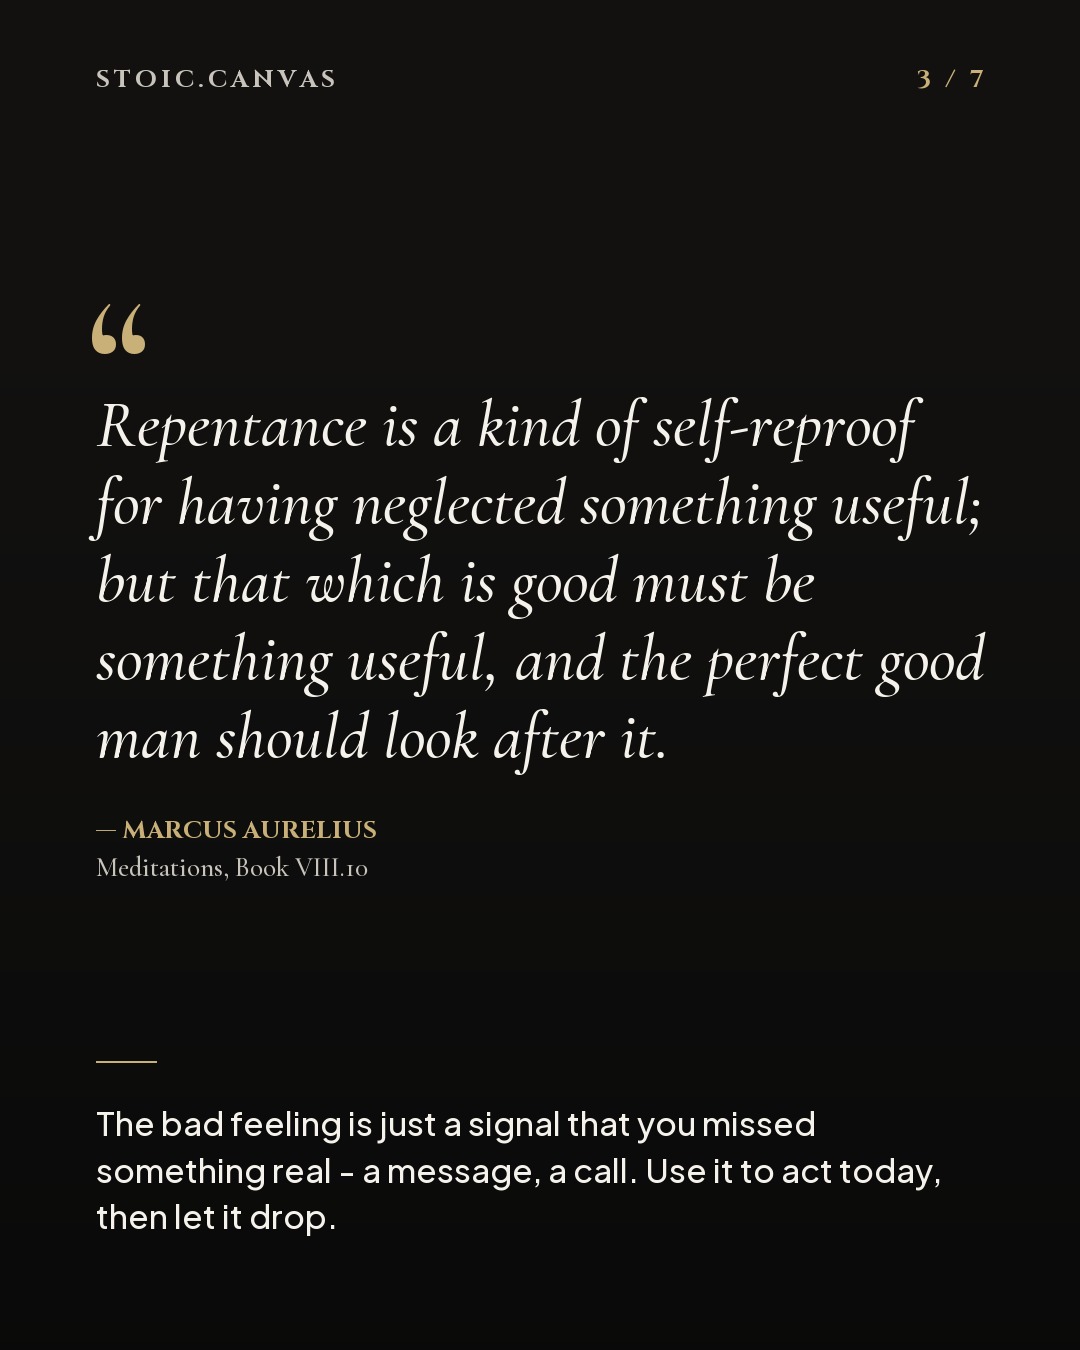 STOIC.CANVAS
3 / 7
“
Repentance is a kind of self-reproof
for having neglected something useful;
but that which is good must be
something useful, and the perfect good
man should look after it.
— MARCUS AURELIUS
Meditations, Book VIII.10
The bad feeling is just a signal that you missed
something real - a message, a call. Use it to act today,
then let it drop.